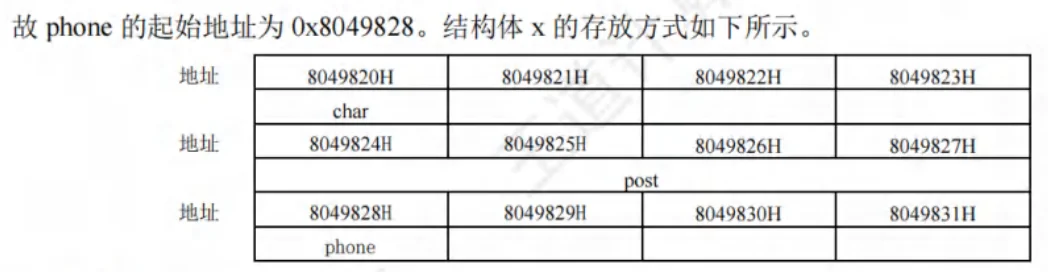 故 phone 的起始地址为 0x8049828。结构体 x 的存放方式如下所示。
地址 8049820H 8049821H 8049822H 8049823H
char
地址 8049824H 8049825H 8049826H 8049827H
post
地址 8049828H 8049829H 8049830H 8049831H
phone